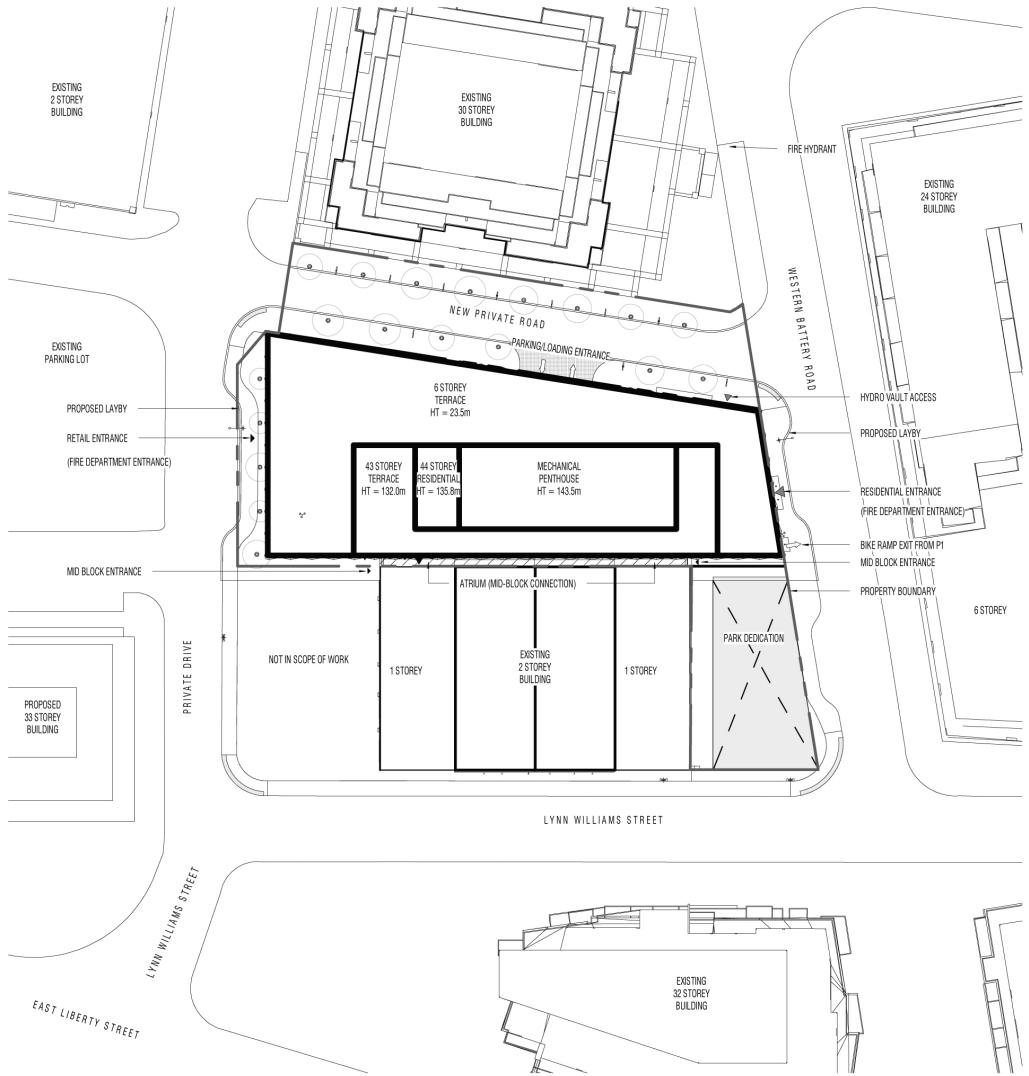 EXISTING
2 STOREY
BUILDING
EXISTING
30 STOREY
BUILDING
FIRE HYDRANT
EXISTING
24 STOREY
BUILDING
WESTERN BATTERY ROAD
NEW PRIVATE ROAD
EXISTING
PARKING LOT
PARKING/LOADING ENTRANCE
6 STOREY
TERRACE
HT = 23.5m
PROPOSED LAYBY
RETAIL ENTRANCE
(FIRE DEPARTMENT ENTRANCE)
HYDRO VAULT ACCESS
PROPOSED LAYBY
43 STOREY
TERRACE
HT = 132.0m
44 STOREY
RESIDENTIAL
HT = 135.8m
MECHANICAL
PENTHOUSE
HT = 143.5m
RESIDENTIAL ENTRANCE
(FIRE DEPARTMENT ENTRANCE)
BIKE RAMP EXIT FROM P1
MID BLOCK ENTRANCE
MID BLOCK ENTRANCE
ATRIUM (MID-BLOCK CONNECTION)
PROPERTY BOUNDARY
6 STOREY
PARK DEDICATION
NOT IN SCOPE OF WORK
1 STOREY
EXISTING
2 STOREY
BUILDING
1 STOREY
PRIVATE DRIVE
PROPOSED
33 STOREY
BUILDING
LYNN WILLIAMS STREET
LYNN WILLIAMS STREET
EAST LIBERTY STREET
EXISTING
32 STOREY
BUILDING